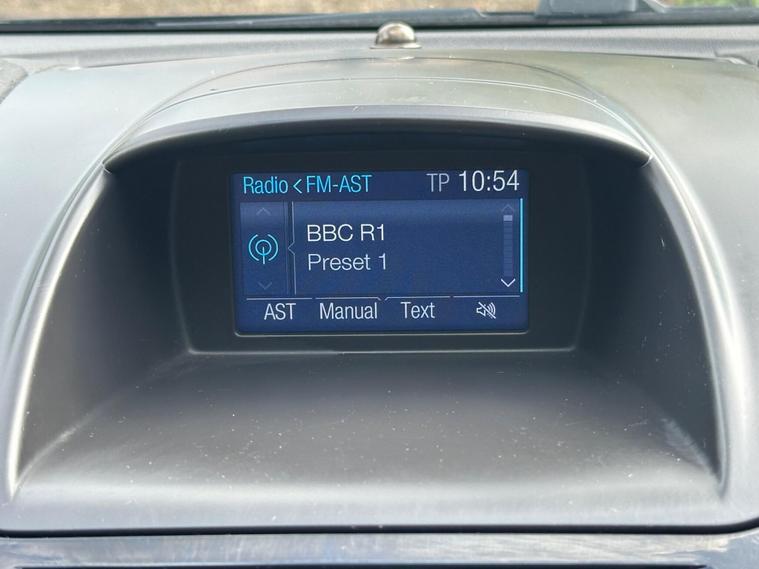 Radio < FM-AST TP 10:54
BBC R1
Preset 1
AST Manual Text